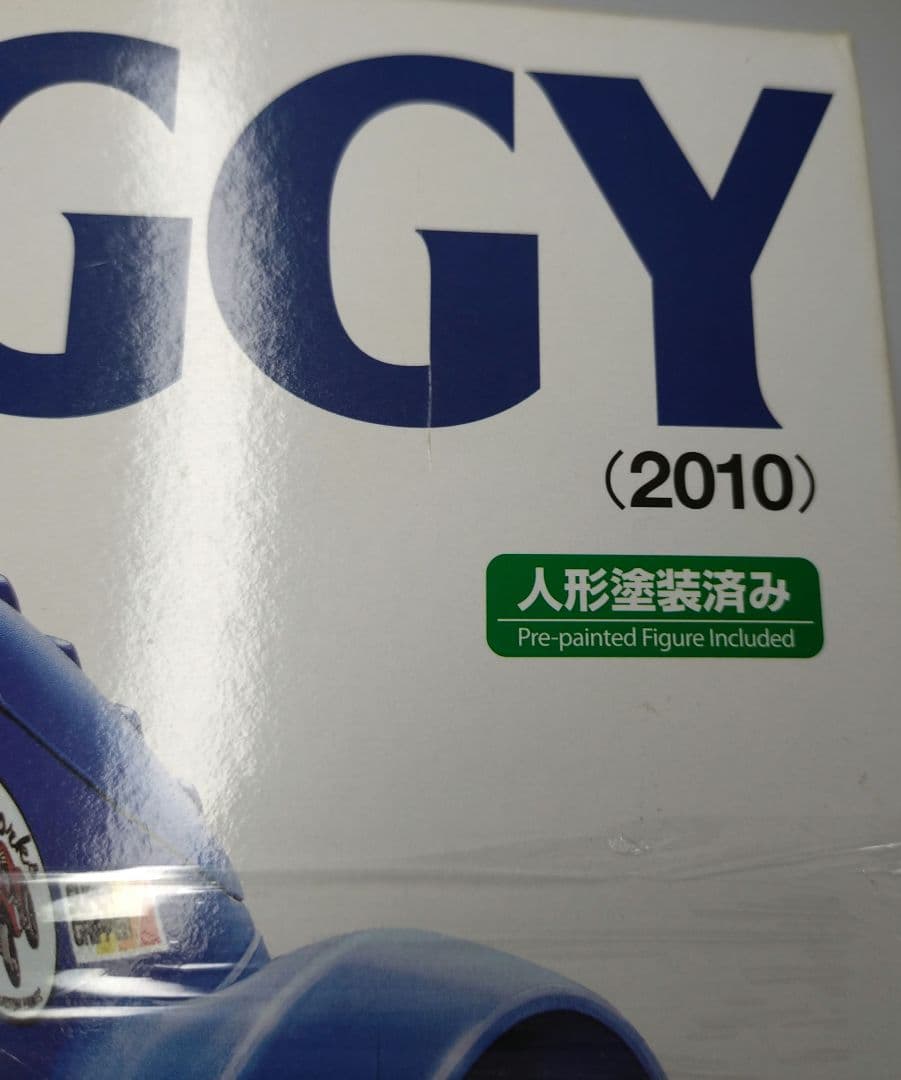 GGY
(2010)
人形塗装済み
Pre-painted Figure Included